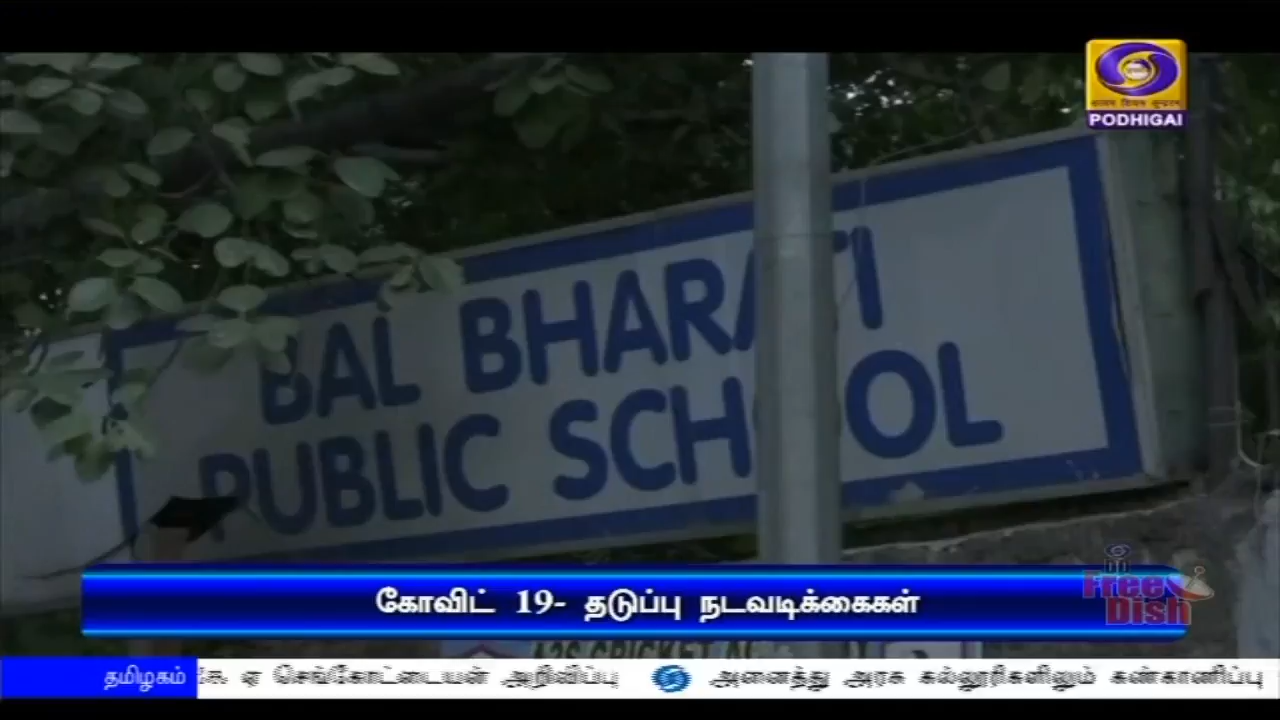 PODHIGAI
BAL BHARATI
PUBLIC SCHOOL
கோவிட் 19- தடுப்பு நடவடிக்கைகள்
Free
Dish
தமிழகம்
ஏ செங்கோட்டையன் அறிவிப்பு அனைத்து அரசு கல்லூரிகளிலும் கண்காணிப்பு